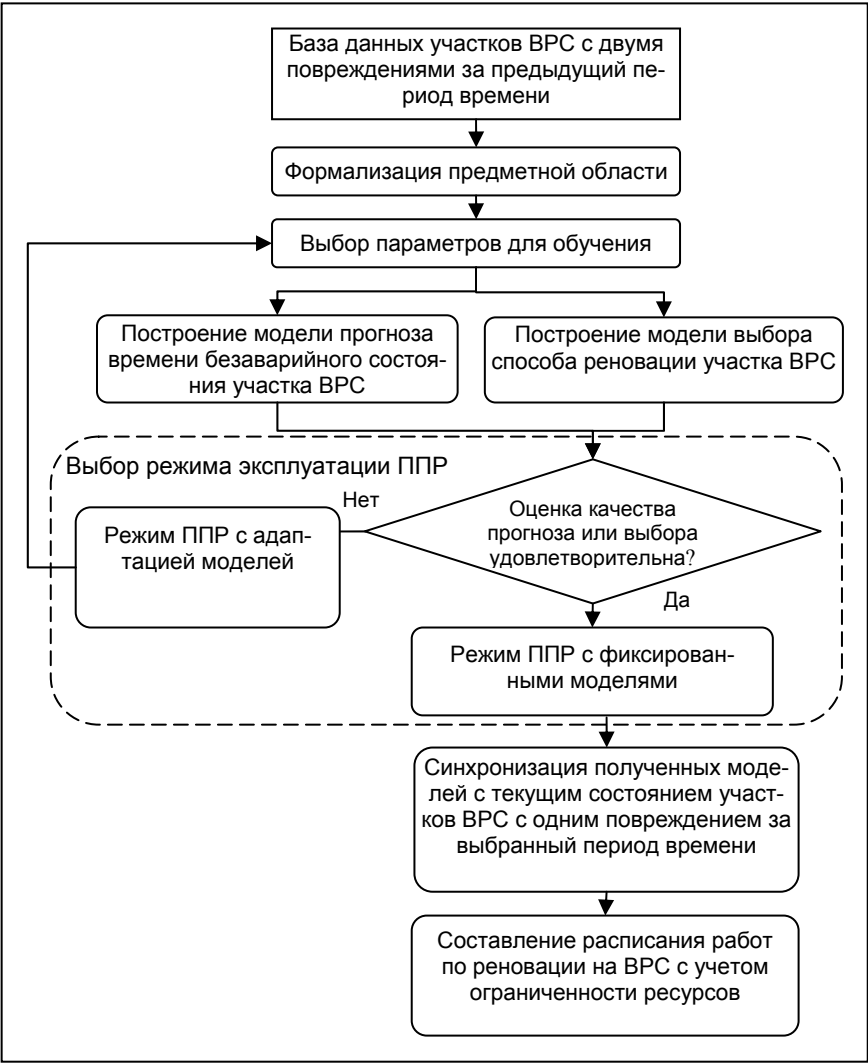 База данных участков ВРС с двумя
повреждениями за предыдущий пе-
риод времени
Формализация предметной области
Выбор параметров для обучения
Построение модели прогноза
времени безаварийного состоя-
ния участка ВРС
Построение модели выбора
способа реновации участка ВРС
Выбор режима эксплуатации ППР
Нет
Оценка качества
прогноза или выбора
удовлетворительна?
Режим ППР с адап-
тацией моделей
Да
Режим ППР с фиксирован-
ными моделями
Синхронизация полученных моде-
лей с текущим состоянием участ-
ков ВРС с одним повреждением за
выбранный период времени
Составление расписания работ
по реновации на ВРС с учетом
ограниченности ресурсов